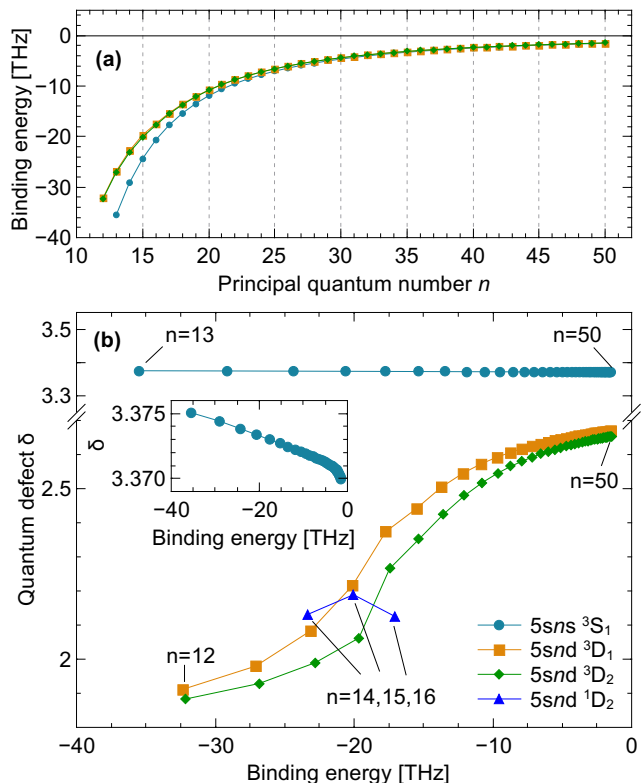 (a)
Binding energy [THz]
0
−10
−20
−30
−40
10 15 20 25 30 35 40 45 50
Principal quantum number n
(b)
Quantum defect δ
3.5
3.3
2.5
2
n=13
n=50
δ
3.375
3.370
−40 −20 0
Binding energy [THz]
n=50
n=12
n=14,15,16
5sns ³S₁
5snd ³D₁
5snd ³D₂
5snd ¹D₂
−40 −30 −20 −10 0
Binding energy [THz]